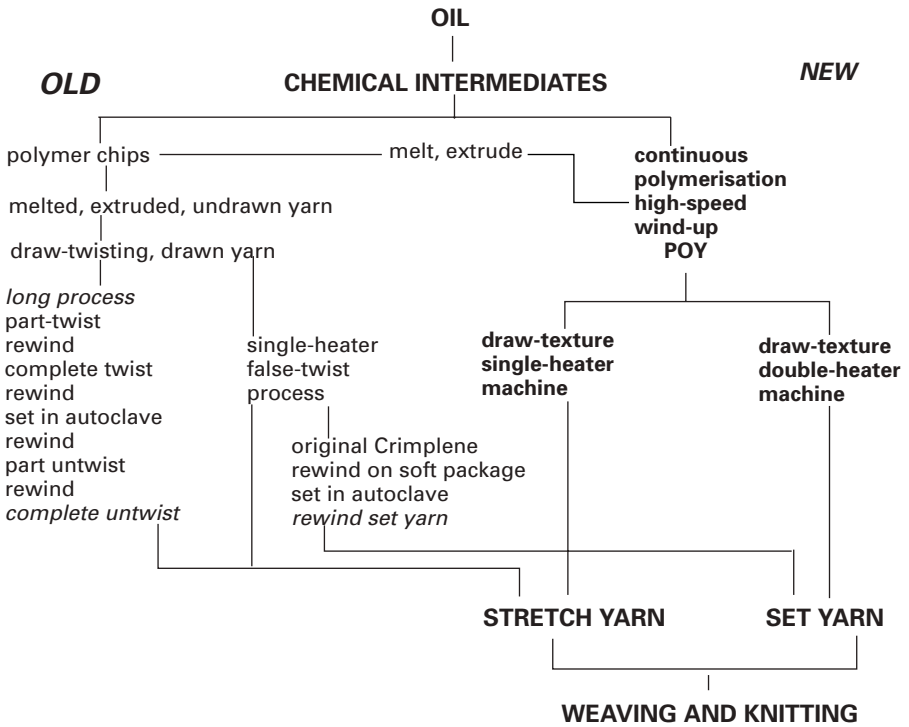 OIL
OLD
CHEMICAL INTERMEDIATES
NEW
polymer chips
melt, extrude
continuous
polymerisation
high-speed
wind-up
POY
melted, extruded, undrawn yarn
draw-twisting, drawn yarn
long process
part-twist
rewind
complete twist
rewind
set in autoclave
rewind
part untwist
rewind
complete untwist
single-heater
false-twist
process
original Crimplene
rewind on soft package
set in autoclave
rewind set yarn
draw-texture
single-heater
machine
draw-texture
double-heater
machine
STRETCH YARN
SET YARN
WEAVING AND KNITTING